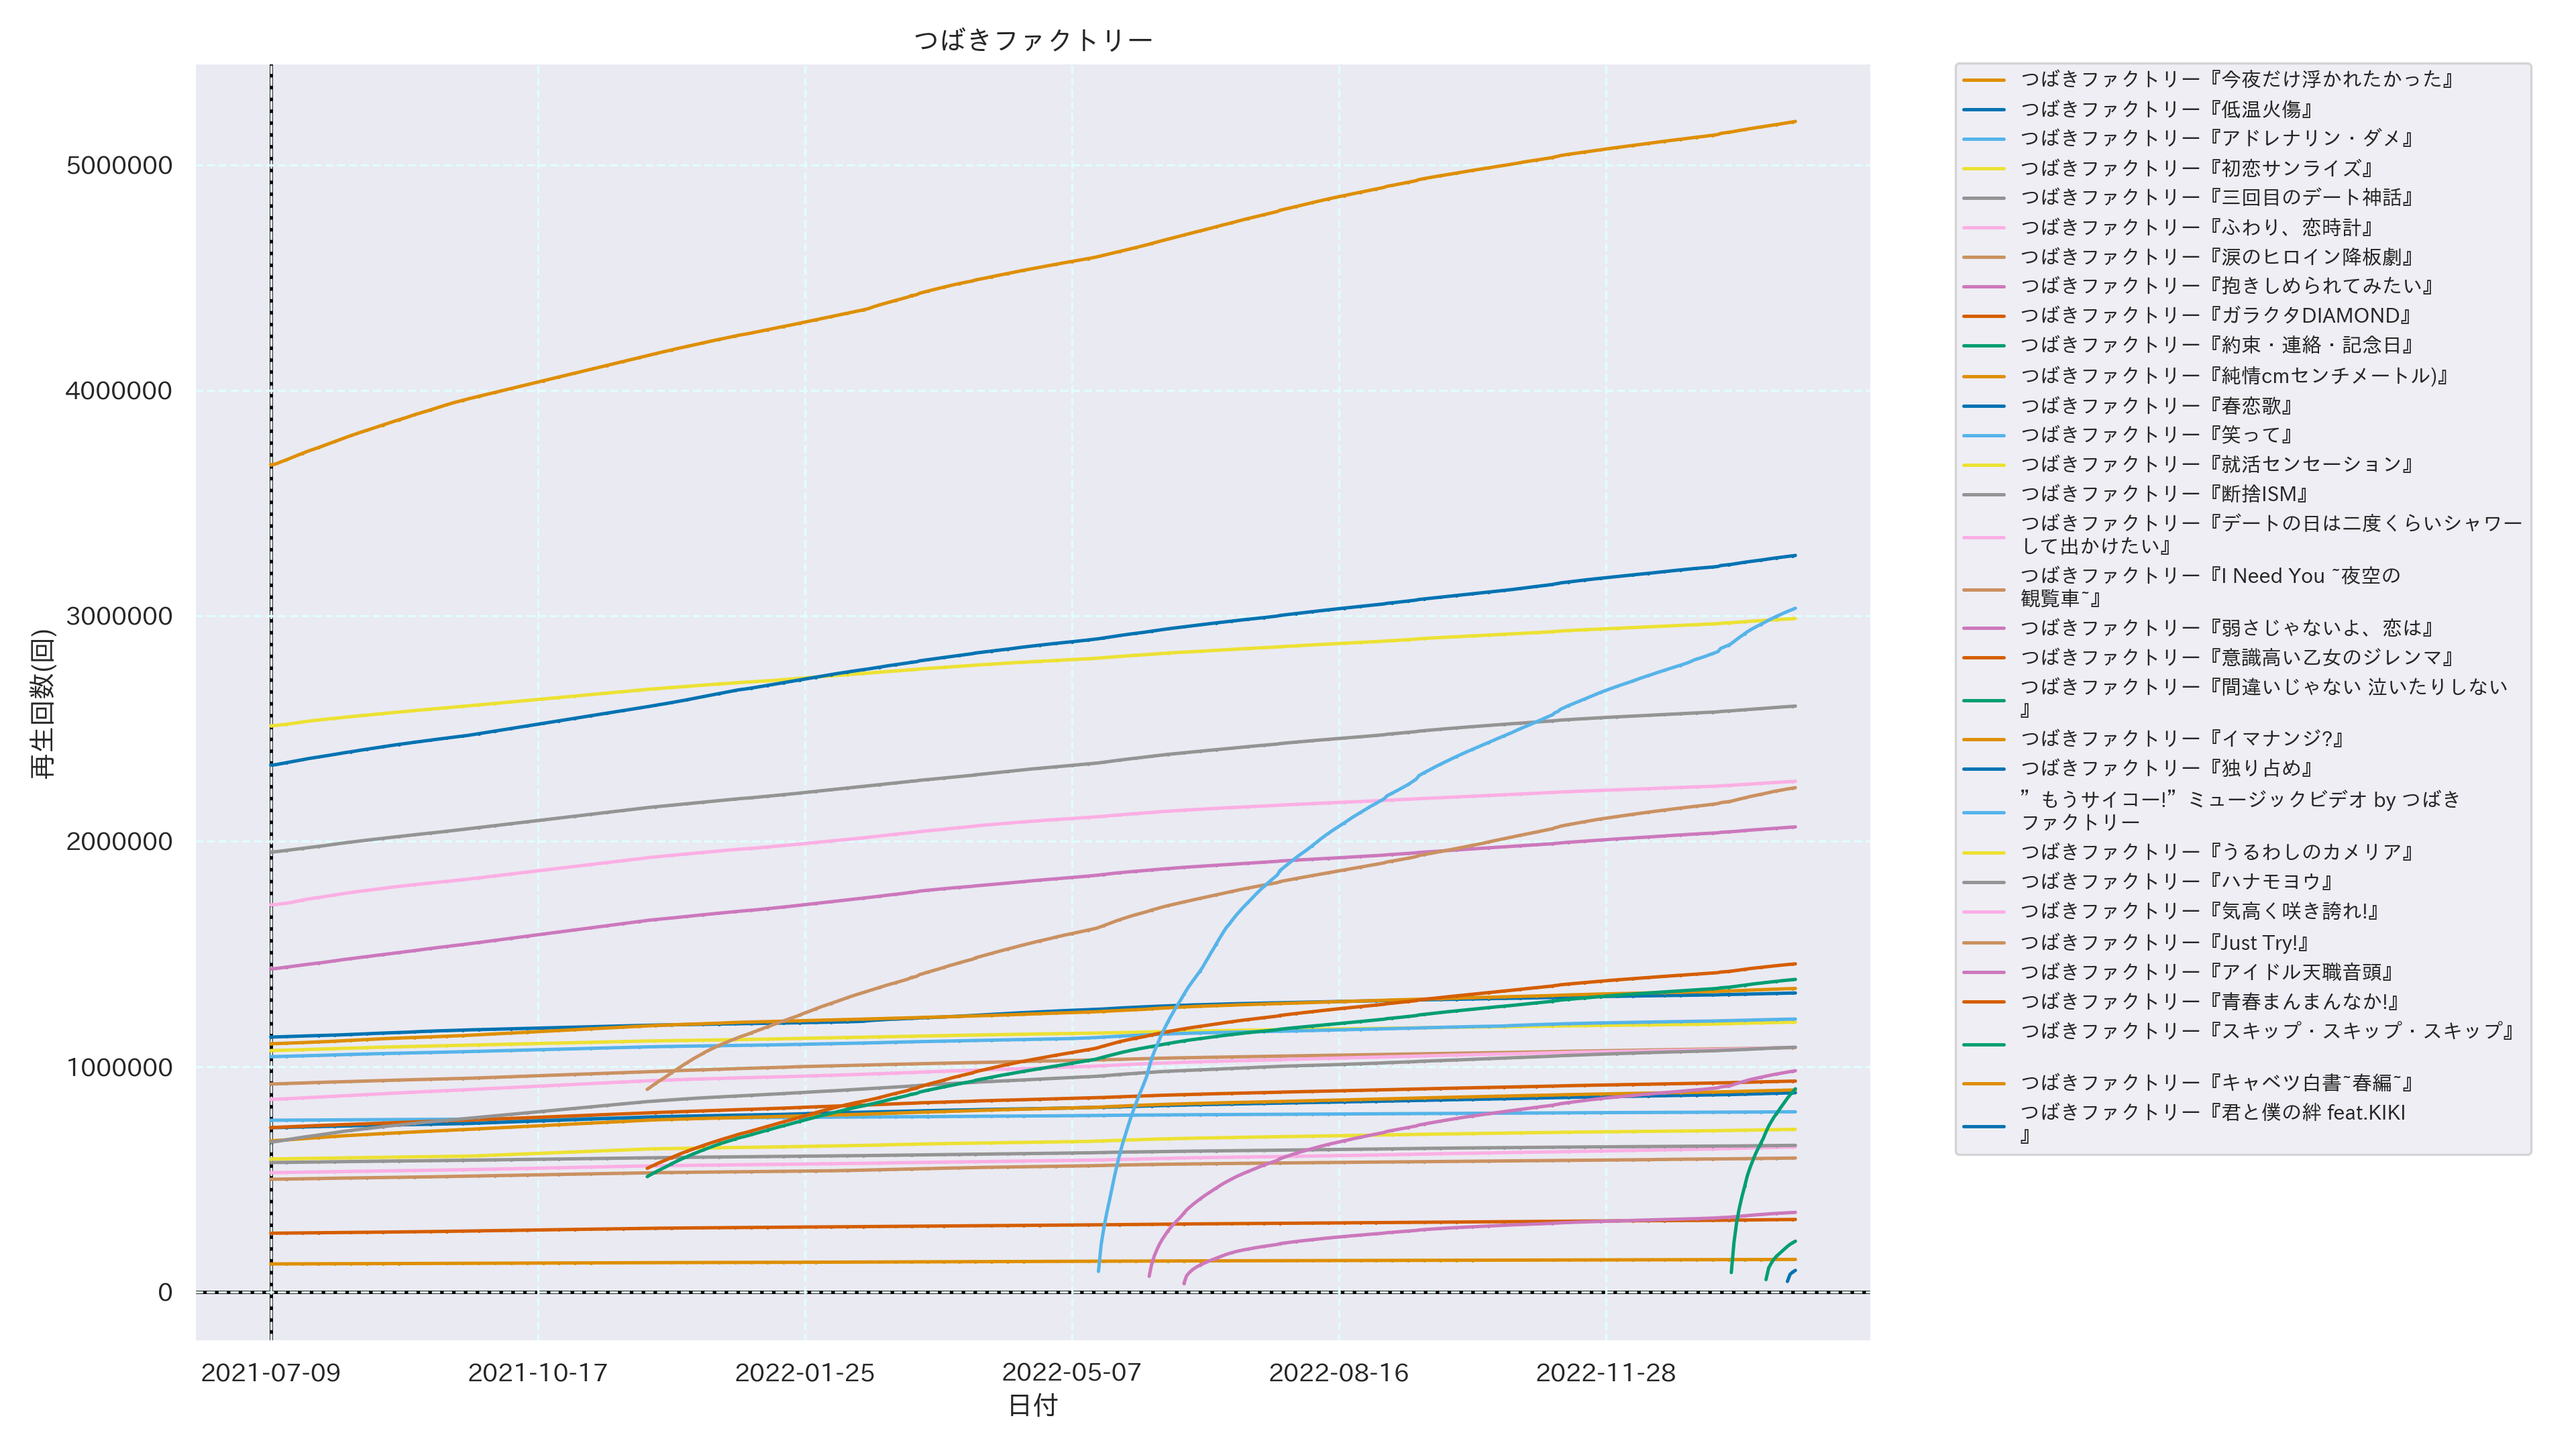 つばきファクトリー
再生回数(回)
5000000
4000000
3000000
2000000
1000000
0
2021-07-09
2021-10-17
2022-01-25
2022-05-07
2022-08-16
2022-11-28
日付
つばきファクトリー『今夜だけ浮かれたかった』
つばきファクトリー『低温火傷』
つばきファクトリー『アドレナリン・ダメ』
つばきファクトリー『初恋サンライズ』
つばきファクトリー『三回目のデート神話』
つばきファクトリー『ふわり、恋時計』
つばきファクトリー『涙のヒロイン降板劇』
つばきファクトリー『抱きしめられてみたい』
つばきファクトリー『ガラクタDIAMOND』
つばきファクトリー『約束・連絡・記念日』
つばきファクトリー『純情cmセンチメートル)』
つばきファクトリー『春恋歌』
つばきファクトリー『笑って』
つばきファクトリー『就活センセーション』
つばきファクトリー『断捨ISM』
つばきファクトリー『デートの日は二度くらいシャワー
して出かけたい』
つばきファクトリー『I Need You ~夜空の
観覧車~』
つばきファクトリー『弱さじゃないよ、恋は』
つばきファクトリー『意識高い乙女のジレンマ』
つばきファクトリー『間違いじゃない 泣いたりしない
』
つばきファクトリー『イマナンジ?』
つばきファクトリー『独り占め』
”もうサイコー!”ミュージックビデオ by つばき
ファクトリー
つばきファクトリー『うるわしのカメリア』
つばきファクトリー『ハナモヨウ』
つばきファクトリー『気高く咲き誇れ!』
つばきファクトリー『Just Try!』
つばきファクトリー『アイドル天職音頭』
つばきファクトリー『青春まんまんなか!』
つばきファクトリー『スキップ・スキップ・スキップ』
つばきファクトリー『キャベツ白書~春編~』
つばきファクトリー『君と僕の絆 feat.KIKI
』